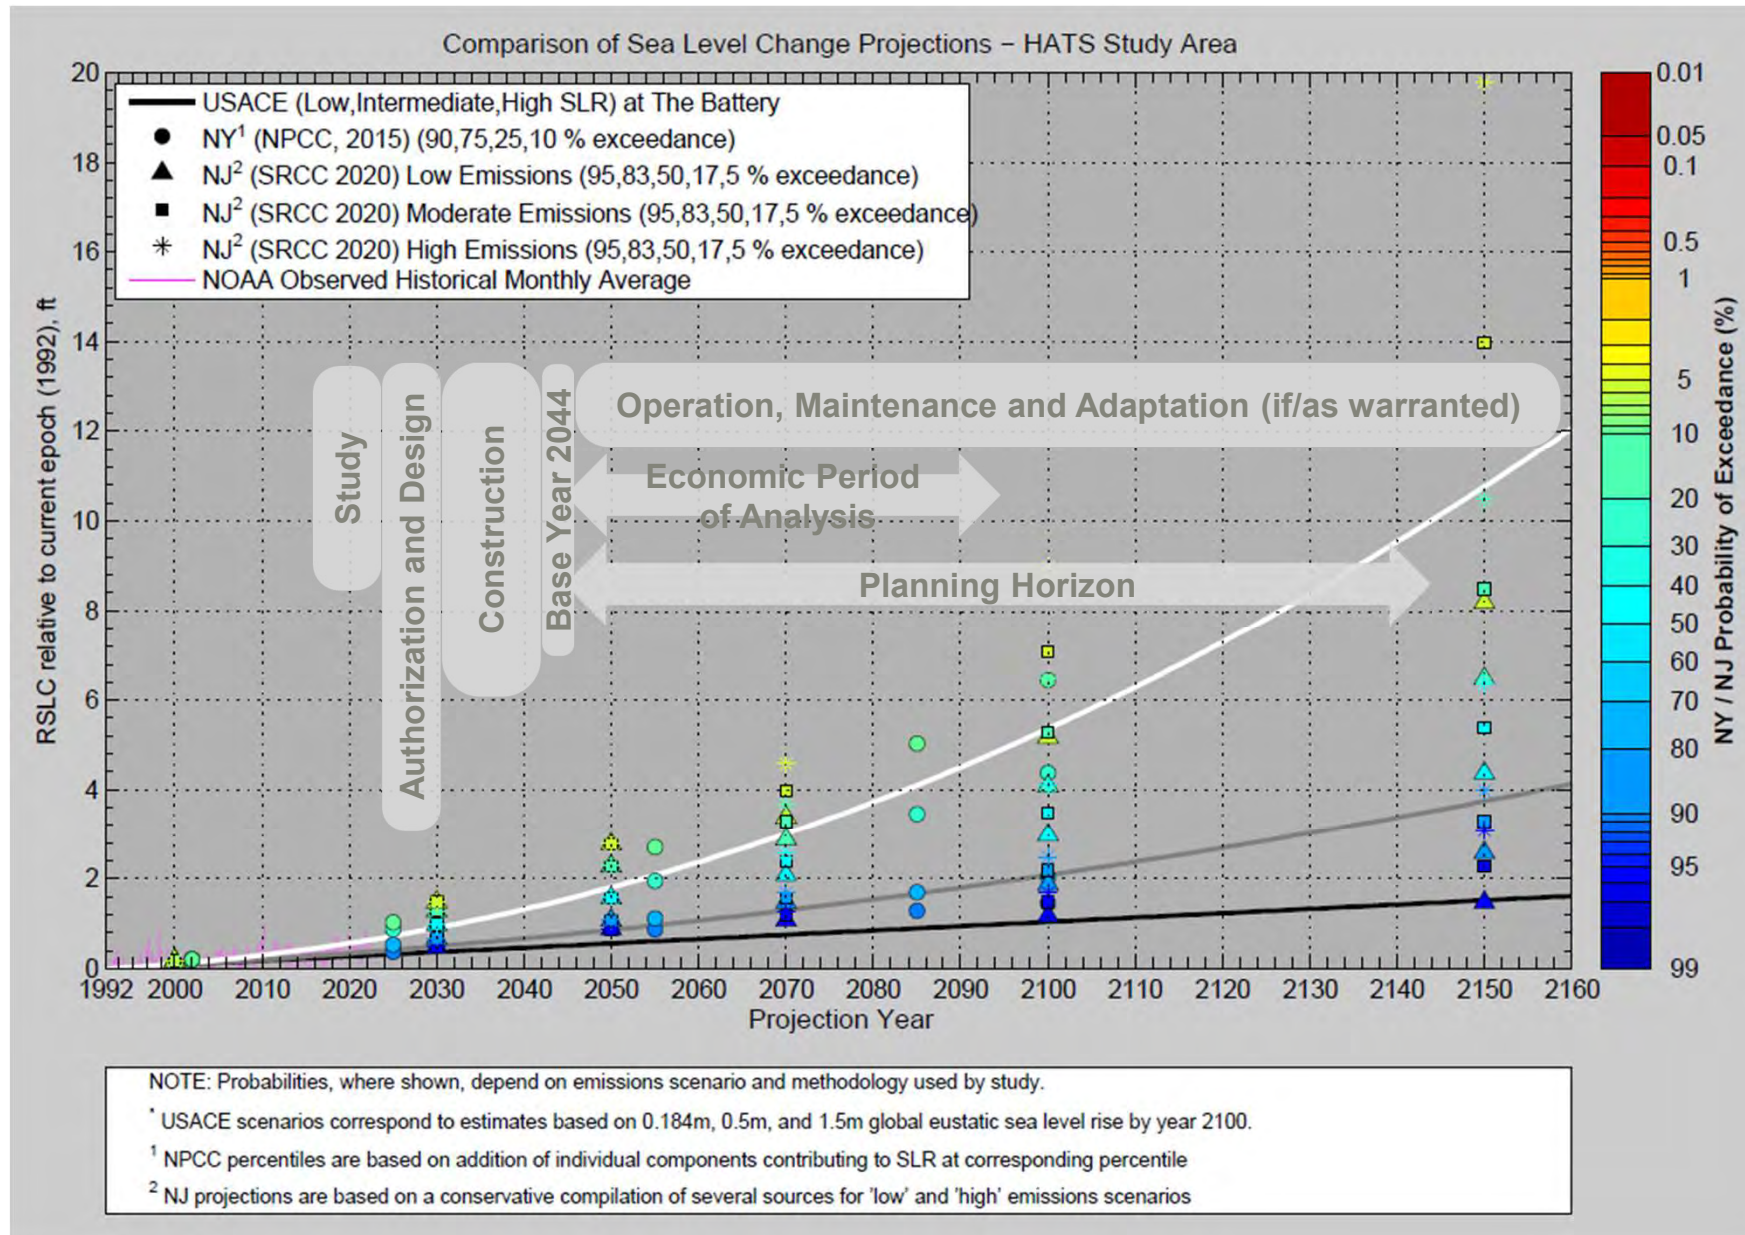 Comparison of Sea Level Change Projections – HATS Study Area
USACE (Low,Intermediate,High SLR) at The Battery
NY1 (NPCC, 2015) (90,75,25,10 % exceedance)
NJ2 (SRCC 2020) Low Emissions (95,83,50,17,5 % exceedance)
NJ2 (SRCC 2020) Moderate Emissions (95,83,50,17,5 % exceedance)
NJ2 (SRCC 2020) High Emissions (95,83,50,17,5 % exceedance)
NOAA Observed Historical Monthly Average
RSLC relative to current epoch (1992), ft
20
18
16
14
12
10
8
6
4
2
0
Study
Authorization and Design
Construction
Base Year 2044
Operation, Maintenance and Adaptation (if/as warranted)
Economic Period
of Analysis
Planning Horizon
1992 2000 2010 2020 2030 2040 2050 2060 2070 2080 2090 2100 2110 2120 2130 2140 2150 2160
Projection Year
0.01
0.05
0.1
0.5
1
5
10
20
30
40
50
60
70
80
90
95
99
NY / NJ Probability of Exceedance (%)
NOTE: Probabilities, where shown, depend on emissions scenario and methodology used by study.
* USACE scenarios correspond to estimates based on 0.184m, 0.5m, and 1.5m global eustatic sea level rise by year 2100.
1 NPCC percentiles are based on addition of individual components contributing to SLR at corresponding percentile
2 NJ projections are based on a conservative compilation of several sources for 'low' and 'high' emissions scenarios